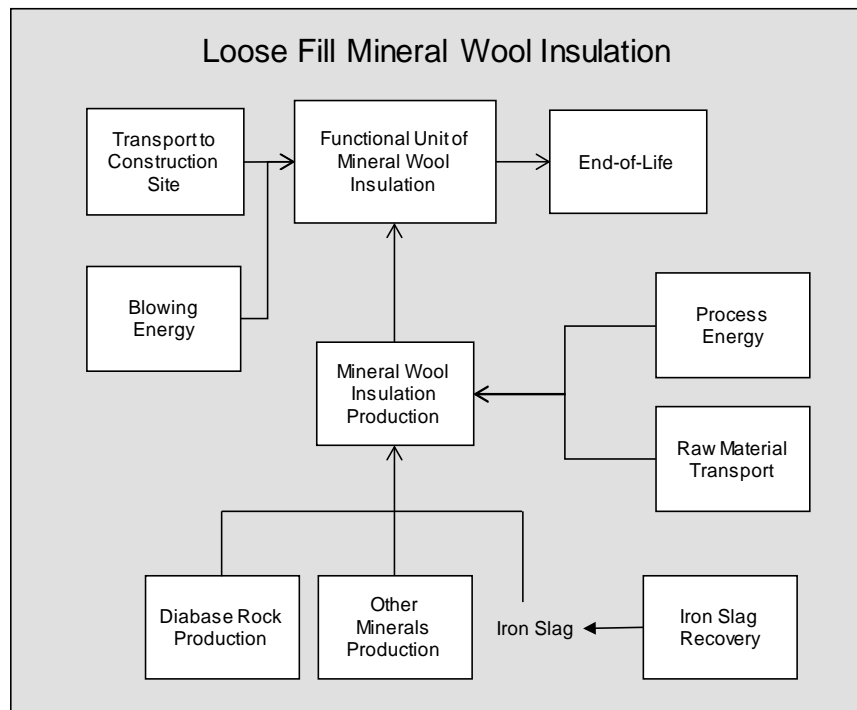 Loose Fill Mineral Wool Insulation
Transport to
Construction
Site
Functional Unit of
Mineral Wool
Insulation
End-of-Life
Blowing
Energy
Process
Energy
Mineral Wool
Insulation
Production
Raw Material
Transport
Diabase Rock
Production
Other
Minerals
Production
Iron Slag
Iron Slag
Recovery